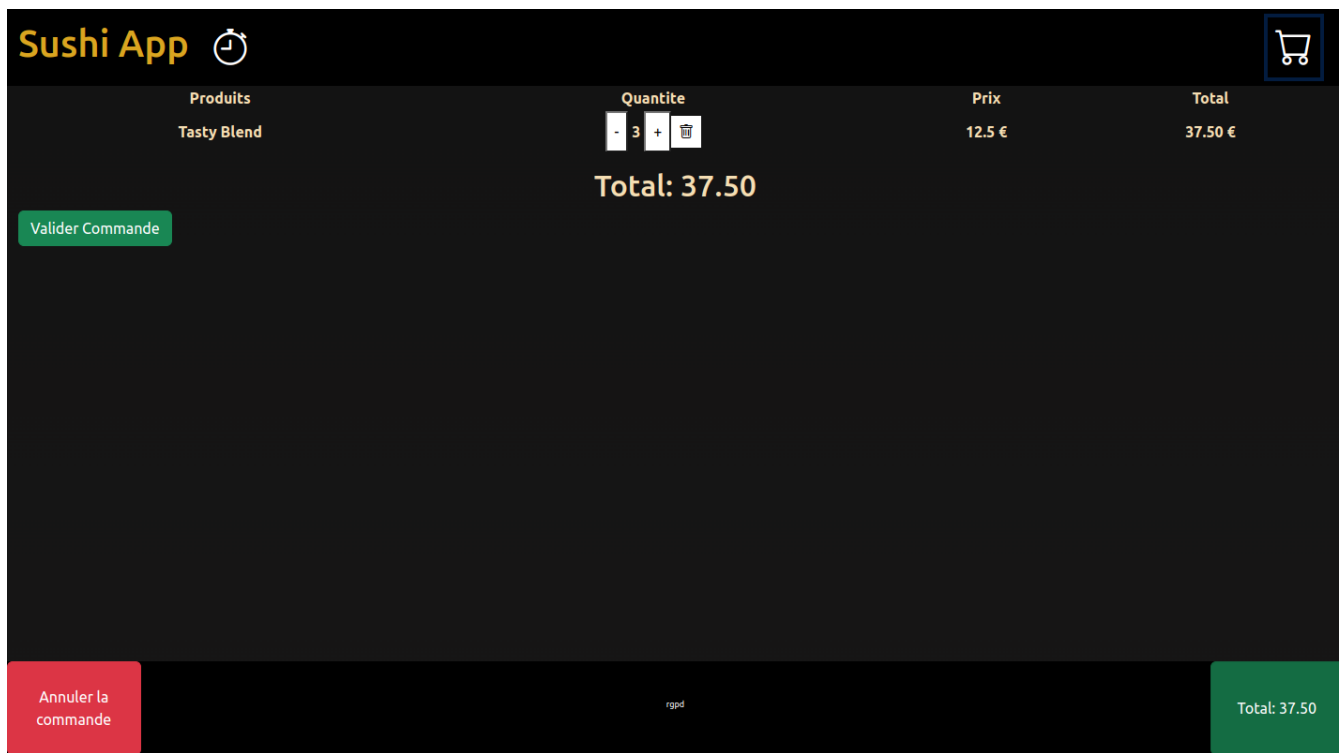 Sushi App
Produits Quantite Prix Total
Tasty Blend - 3 + 12.5 € 37.50 €
Total: 37.50
Valider Commande
Annuler la
commande
rgpd
Total: 37.50